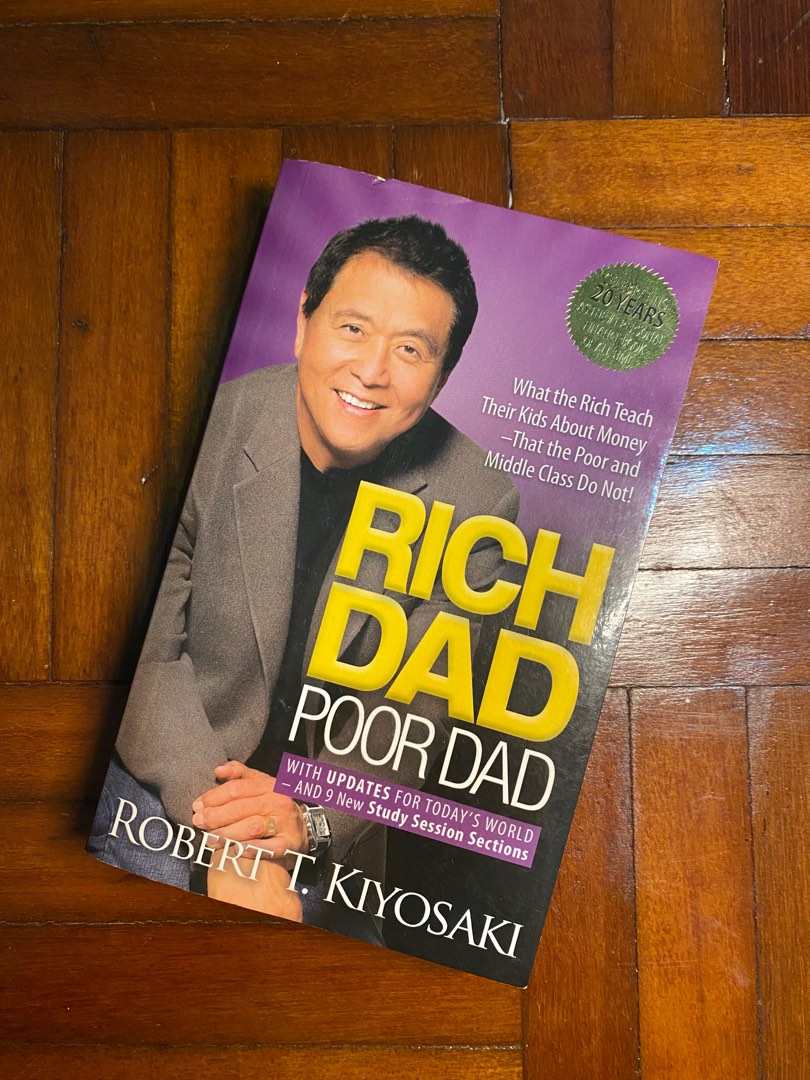 20 YEARS
What the Rich Teach
Their Kids About Money
–That the Poor and
Middle Class Do Not!
RICH
DAD
POOR DAD
WITH UPDATES FOR TODAY'S WORLD
– AND 9 New Study Session Sections
ROBERT T. KIYOSAKI